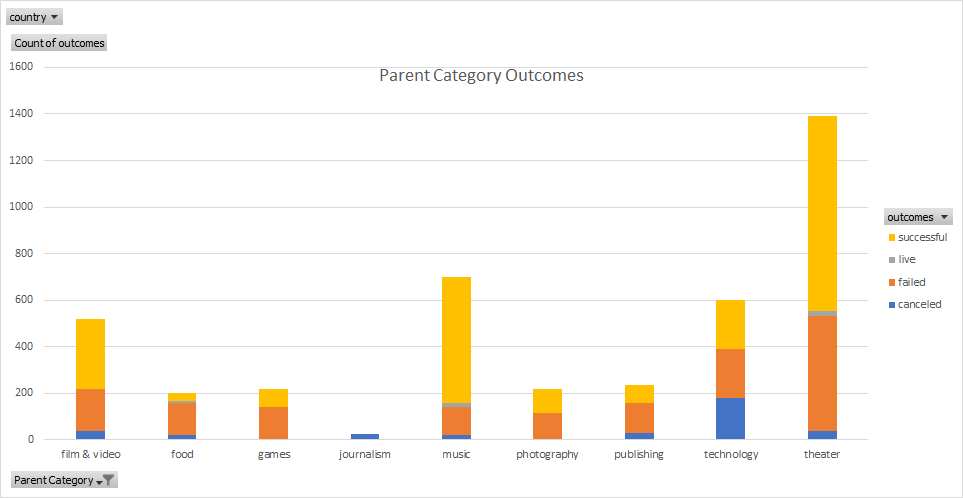 country
Count of outcomes
Parent Category Outcomes
1600
1400
1200
1000
800
600
400
200
0
film & video food games journalism music photography publishing technology theater
outcomes
successful
live
failed
canceled
Parent Category